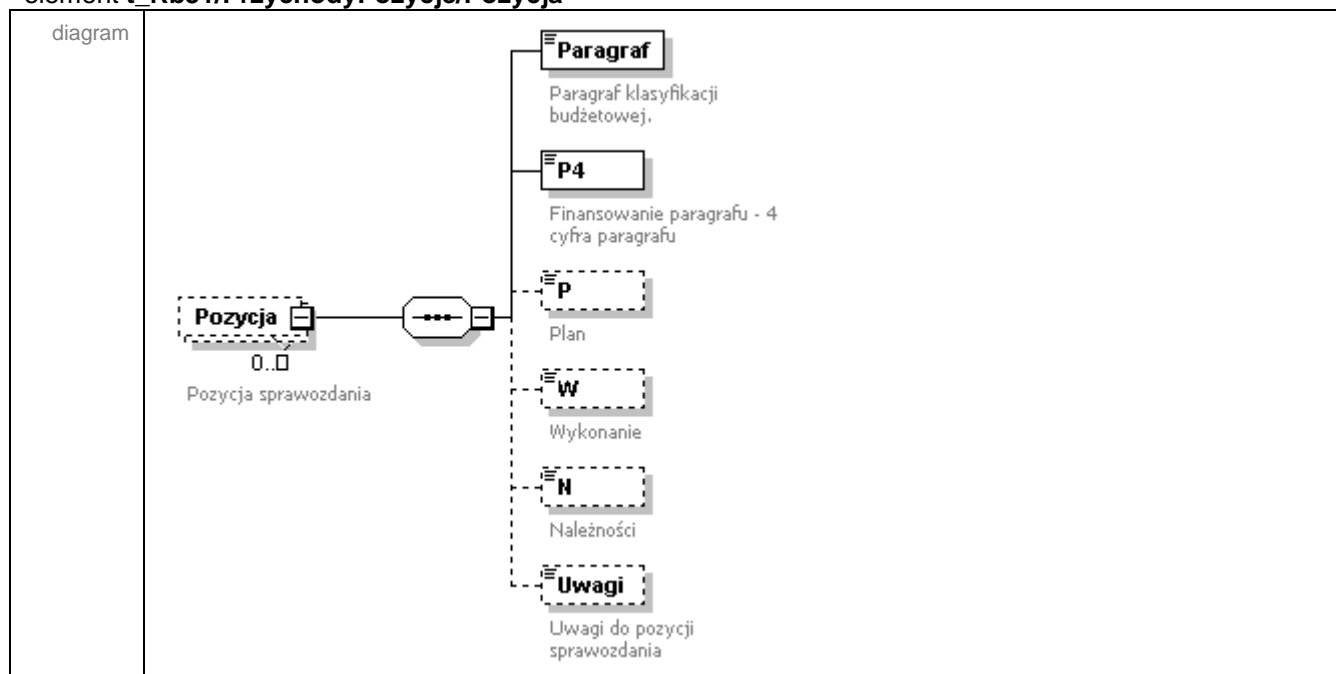 diagram
Paragraf
Paragraf klasyfikacji
budżetowej.
P4
Finansowanie paragrafu - 4
cyfra paragrafu
P
Plan
Pozycja
0..
Pozycja sprawozdania
W
Wykonanie
N
Należności
Uwagi
Uwagi do pozycji
sprawozdania